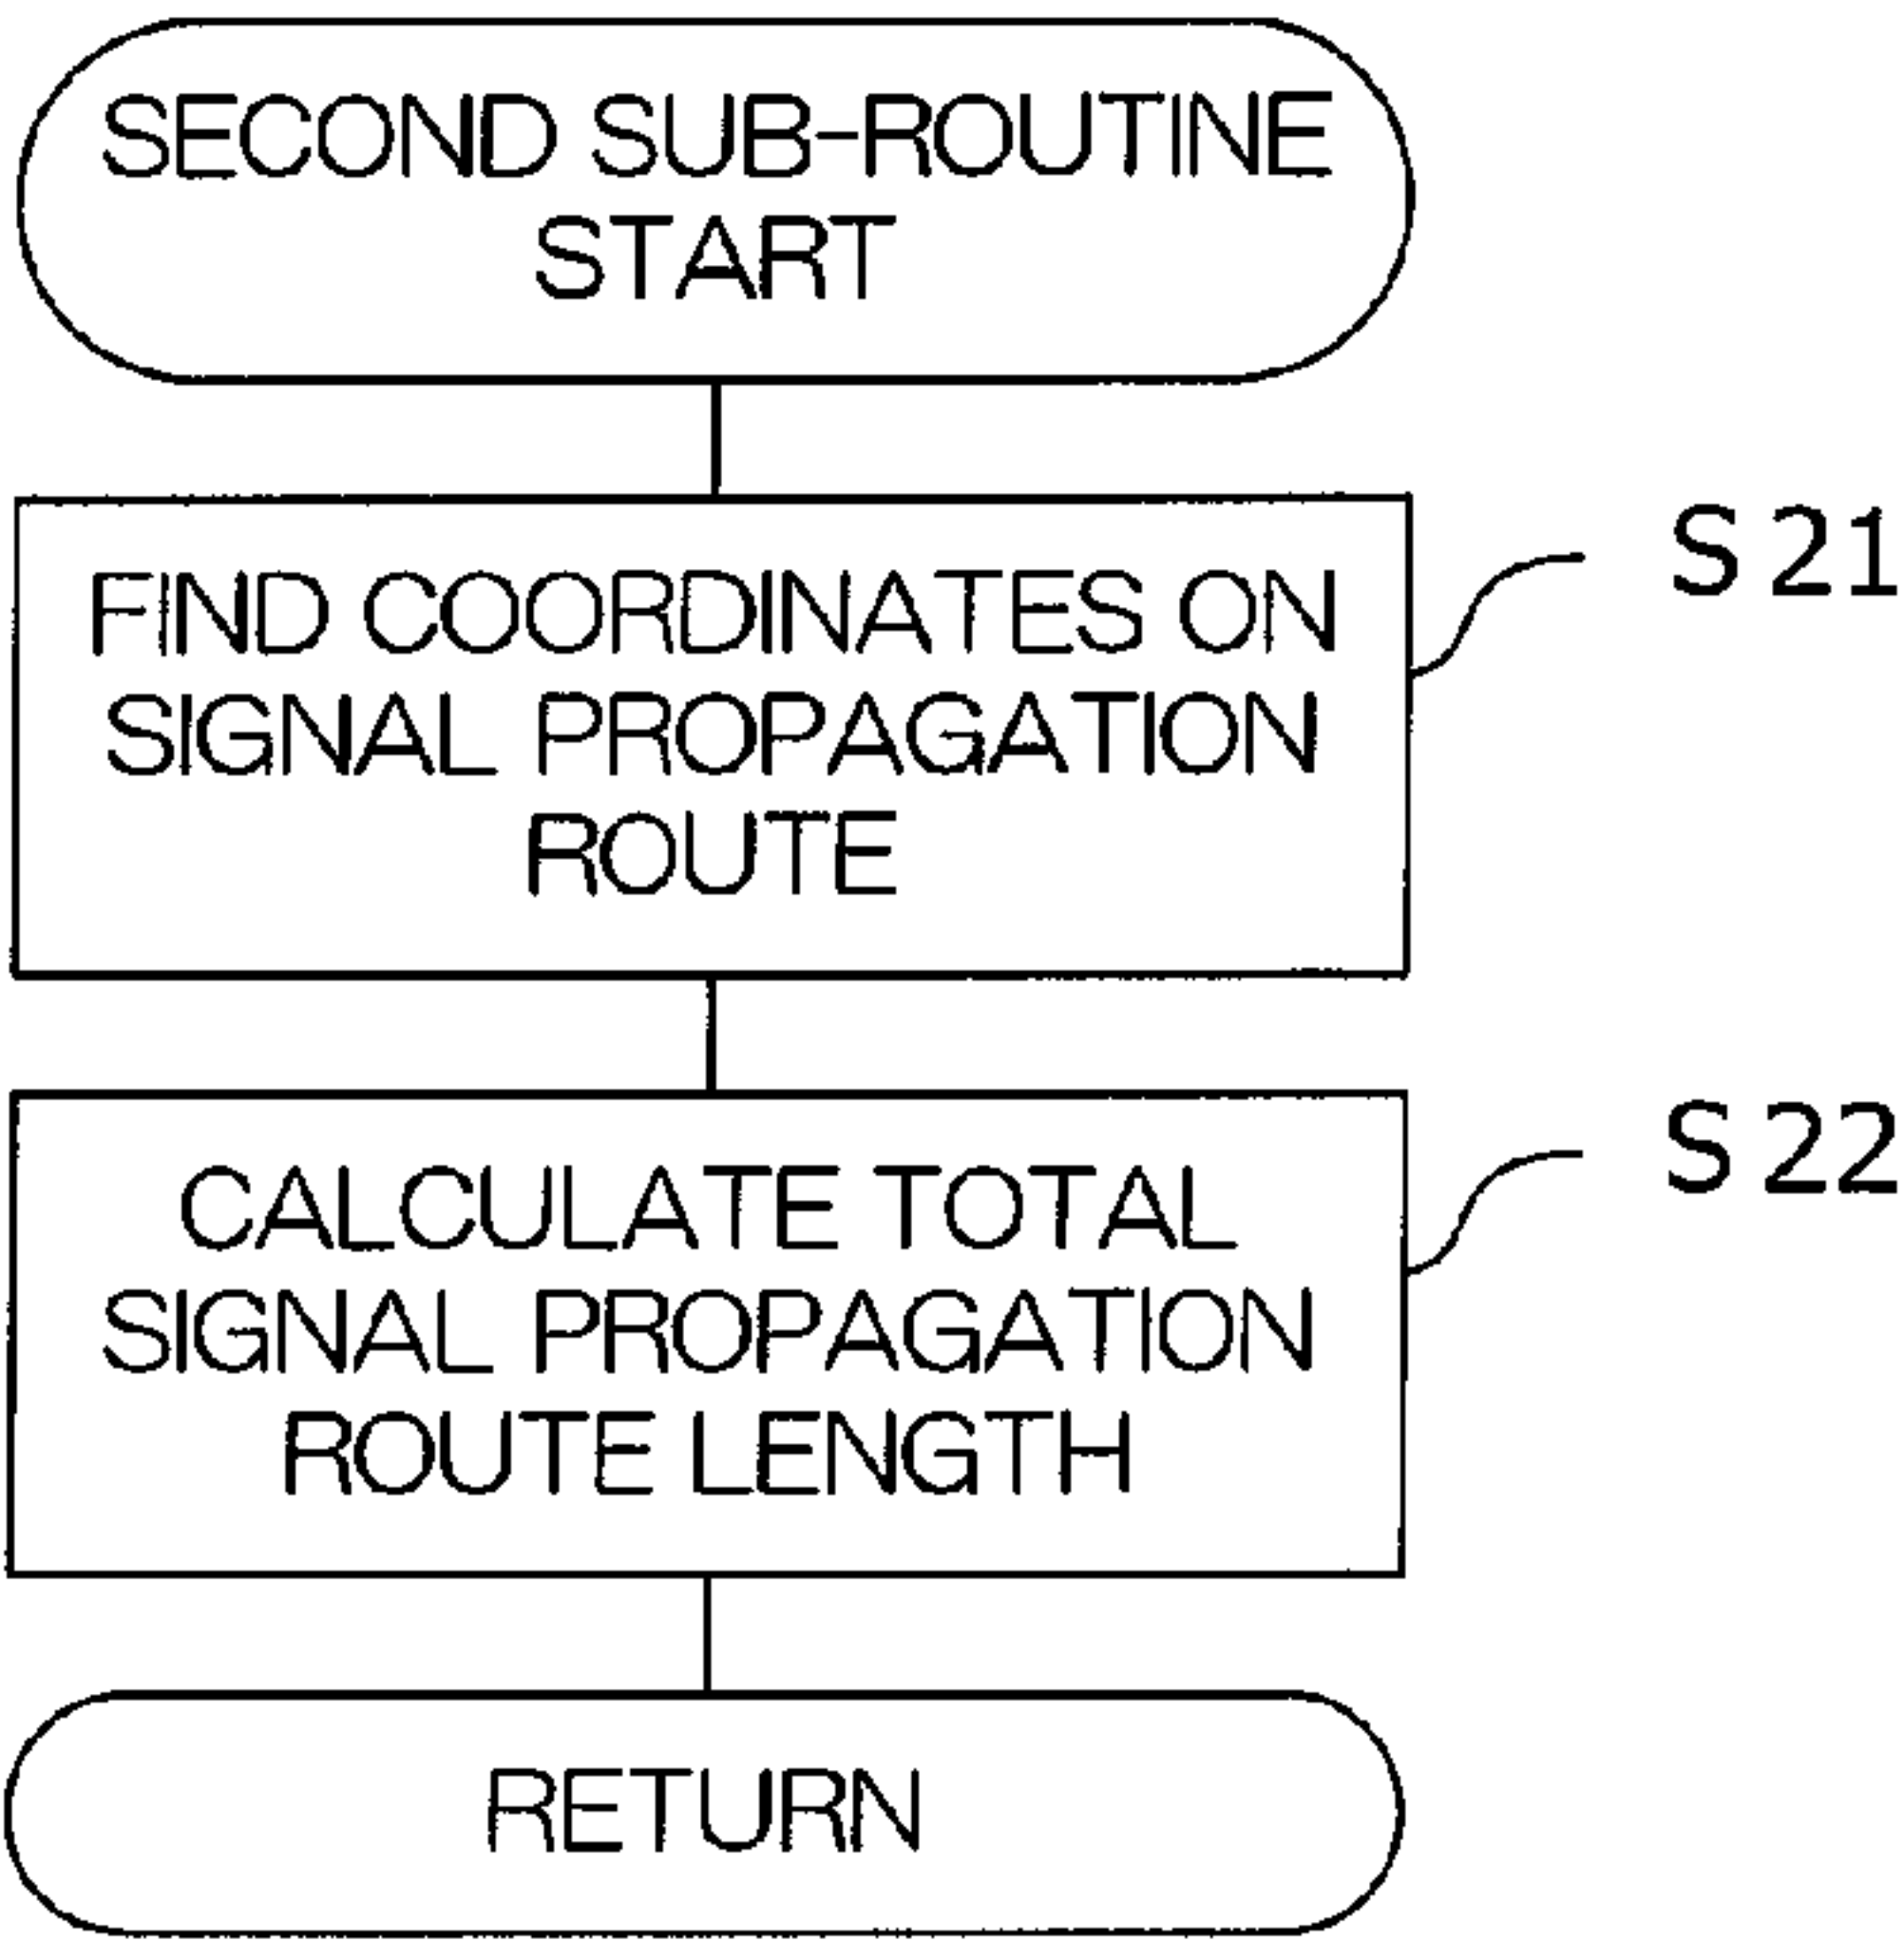 SECOND SUB-ROUTINE
START
FIND COORDINATES ON
SIGNAL PROPAGATION
ROUTE
S21
CALCULATE TOTAL
SIGNAL PROPAGATION
ROUTE LENGTH
S22
RETURN